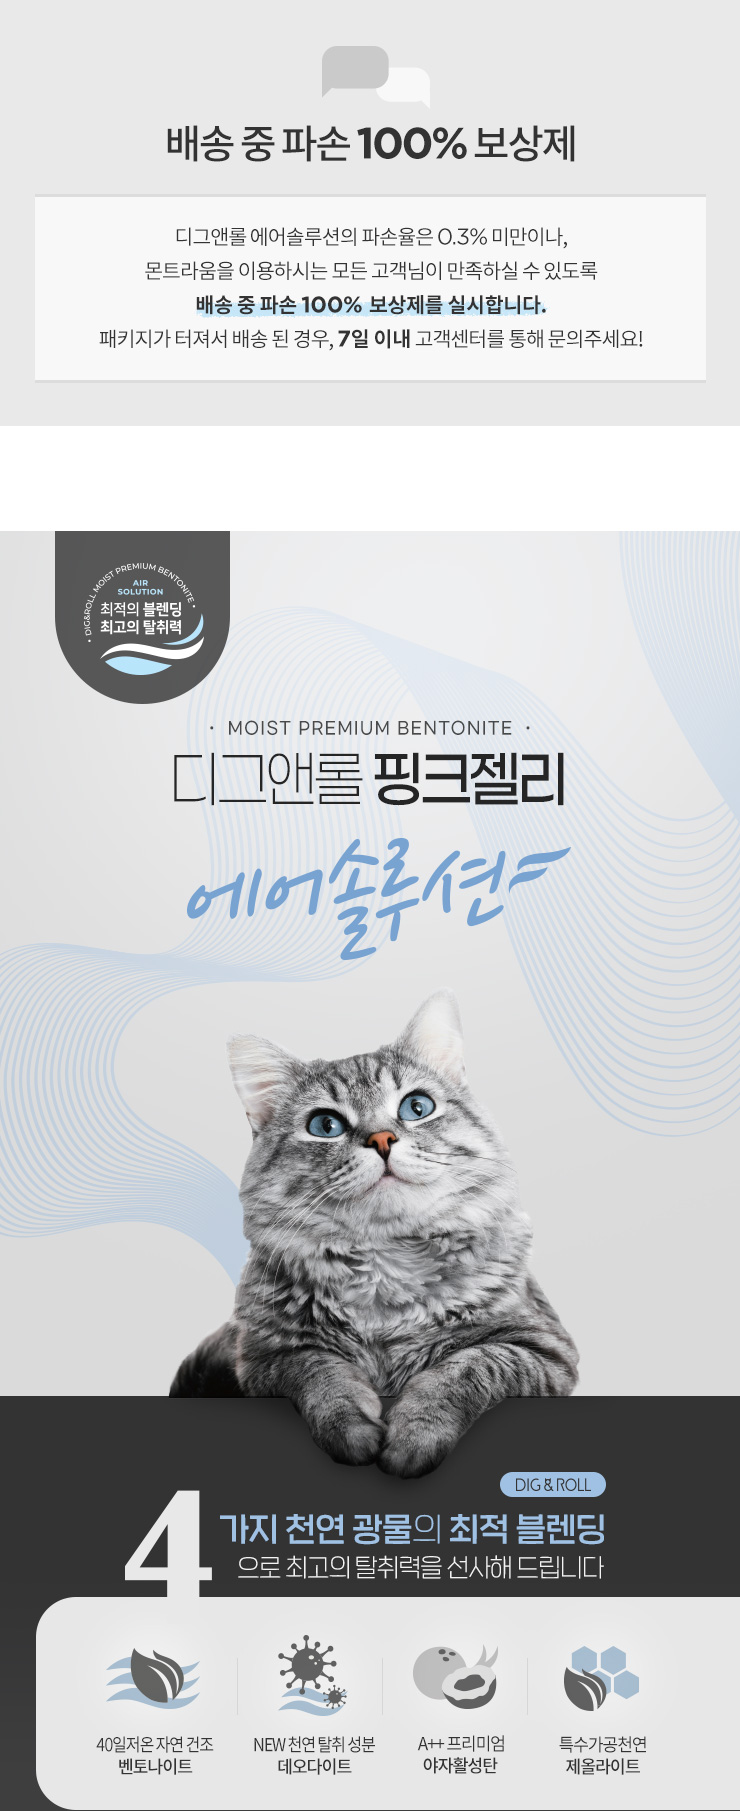 배송 중 파손 100% 보상제
디그앤롤 에어솔루션의 파손율은 0.3% 미만이나,
몬트라움을 이용하시는 모든 고객님이 만족하실 수 있도록
배송 중 파손 100% 보상제를 실시합니다.
패키지가 터져서 배송 된 경우, 7일 이내 고객센터를 통해 문의주세요!
• DIG&ROLL MOIST PREMIUM BENTONITE •
AIR
SOLUTION
최적의 블렌딩
최고의 탈취력
· MOIST PREMIUM BENTONITE ·
디그앤롤 핑크젤리
에어솔루션
DIG & ROLL
4가지 천연 광물의 최적 블렌딩
으로 최고의 탈취력을 선사해 드립니다
40일저온 자연 건조
벤토나이트
NEW 천연 탈취 성분
데오다이트
A++ 프리미엄
야자활성탄
특수가공천연
제올라이트